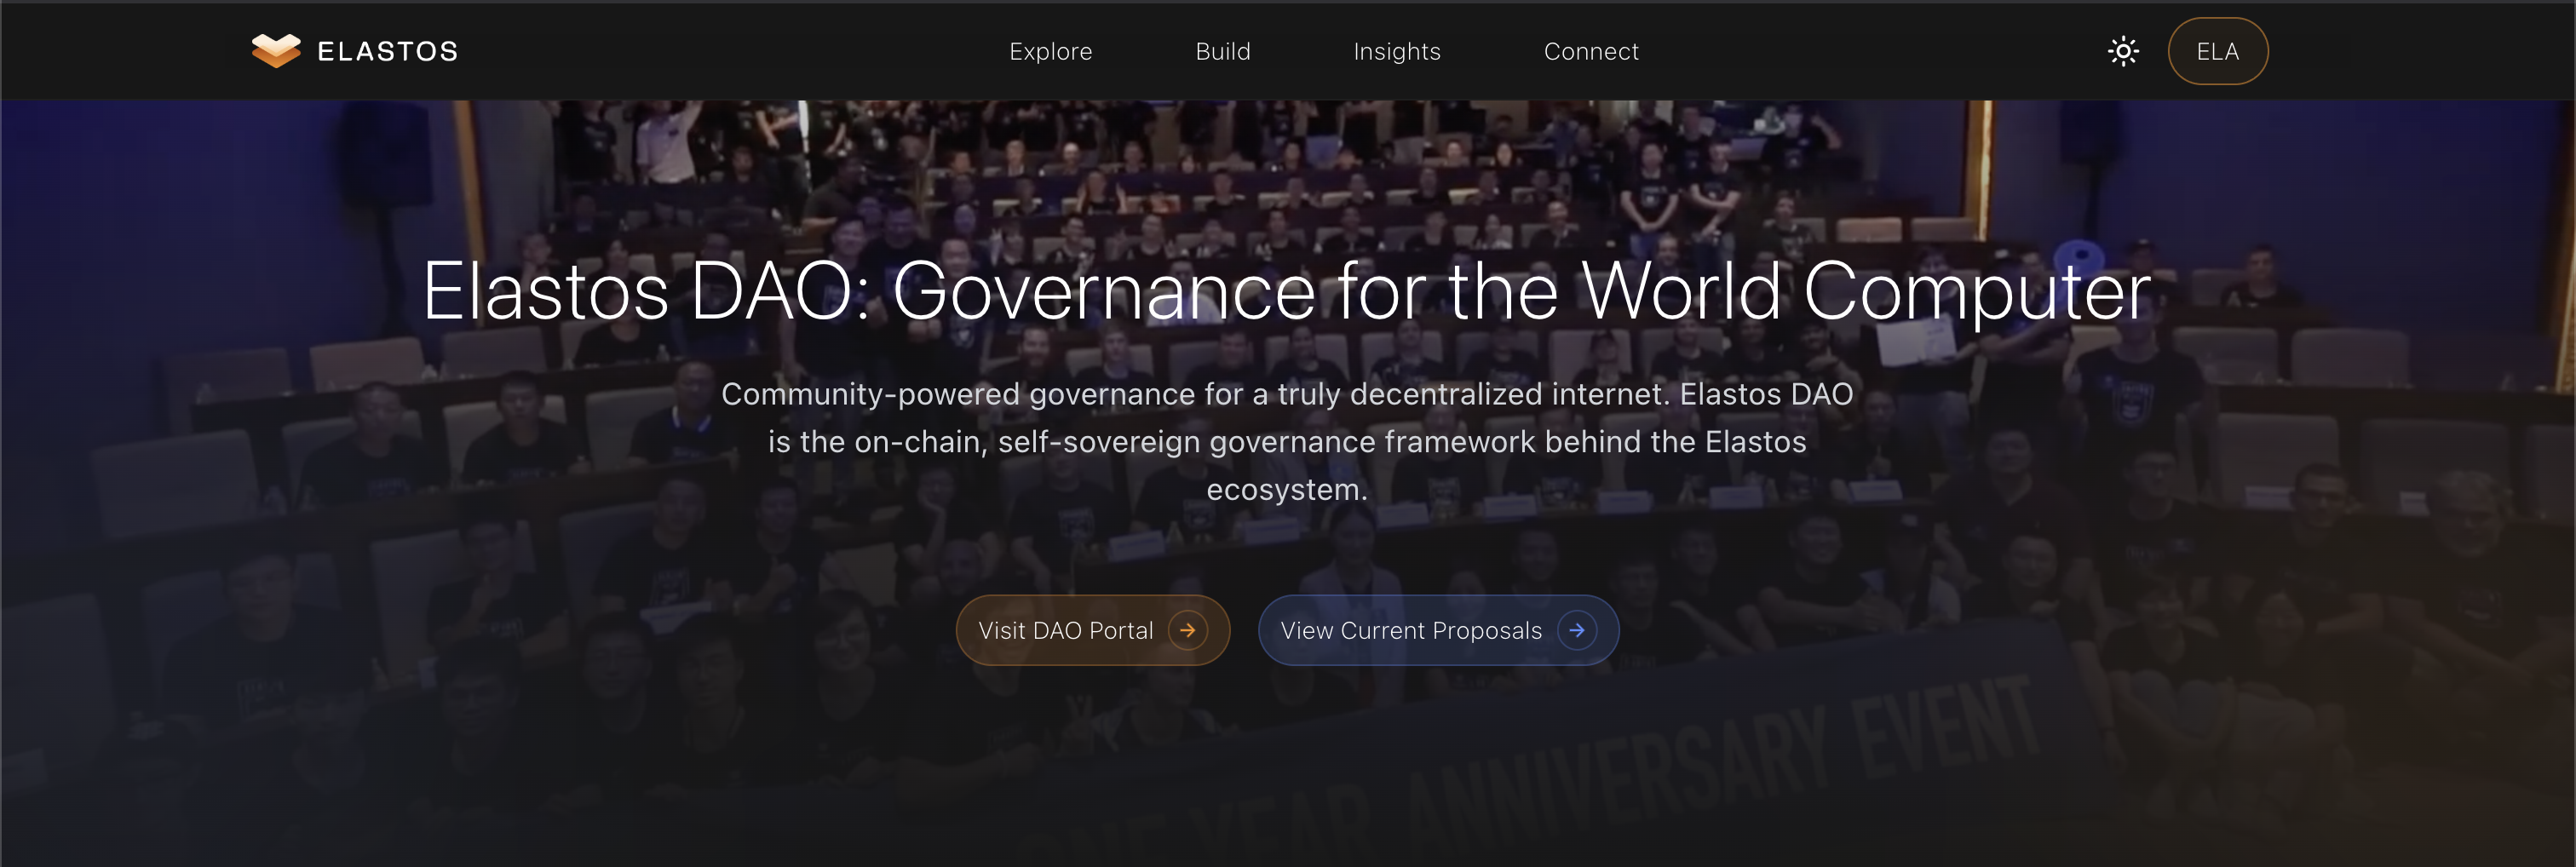 ELASTOS
Explore
Build
Insights
Connect
ELA
Elastos DAO: Governance for the World Computer
Community-powered governance for a truly decentralized internet. Elastos DAO
is the on-chain, self-sovereign governance framework behind the Elastos
ecosystem.
Visit DAO Portal
View Current Proposals
ONE YEAR ANNIVERSARY EVENT